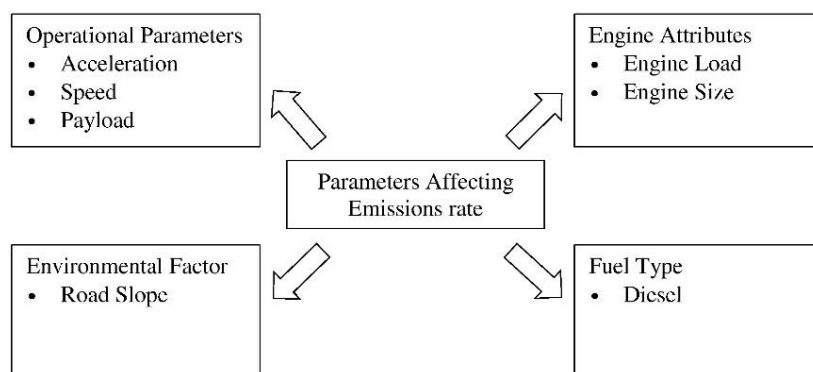 Operational Parameters
• Acceleration
• Speed
• Payload
Engine Attributes
• Engine Load
• Engine Size
Parameters Affecting
Emissions rate
Environmental Factor
• Road Slope
Fuel Type
• Diesel